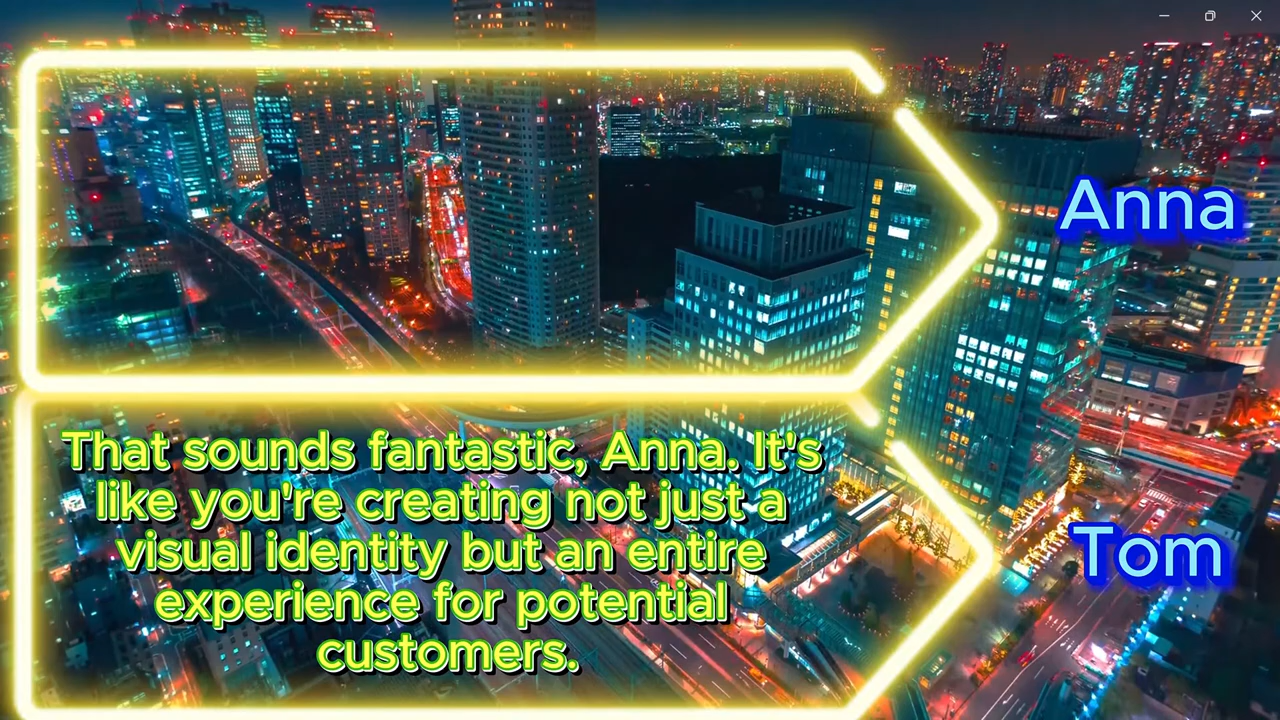 Anna
That sounds fantastic, Anna. It's
like you're creating not just a
visual identity but an entire
experience for potential
customers.
Tom